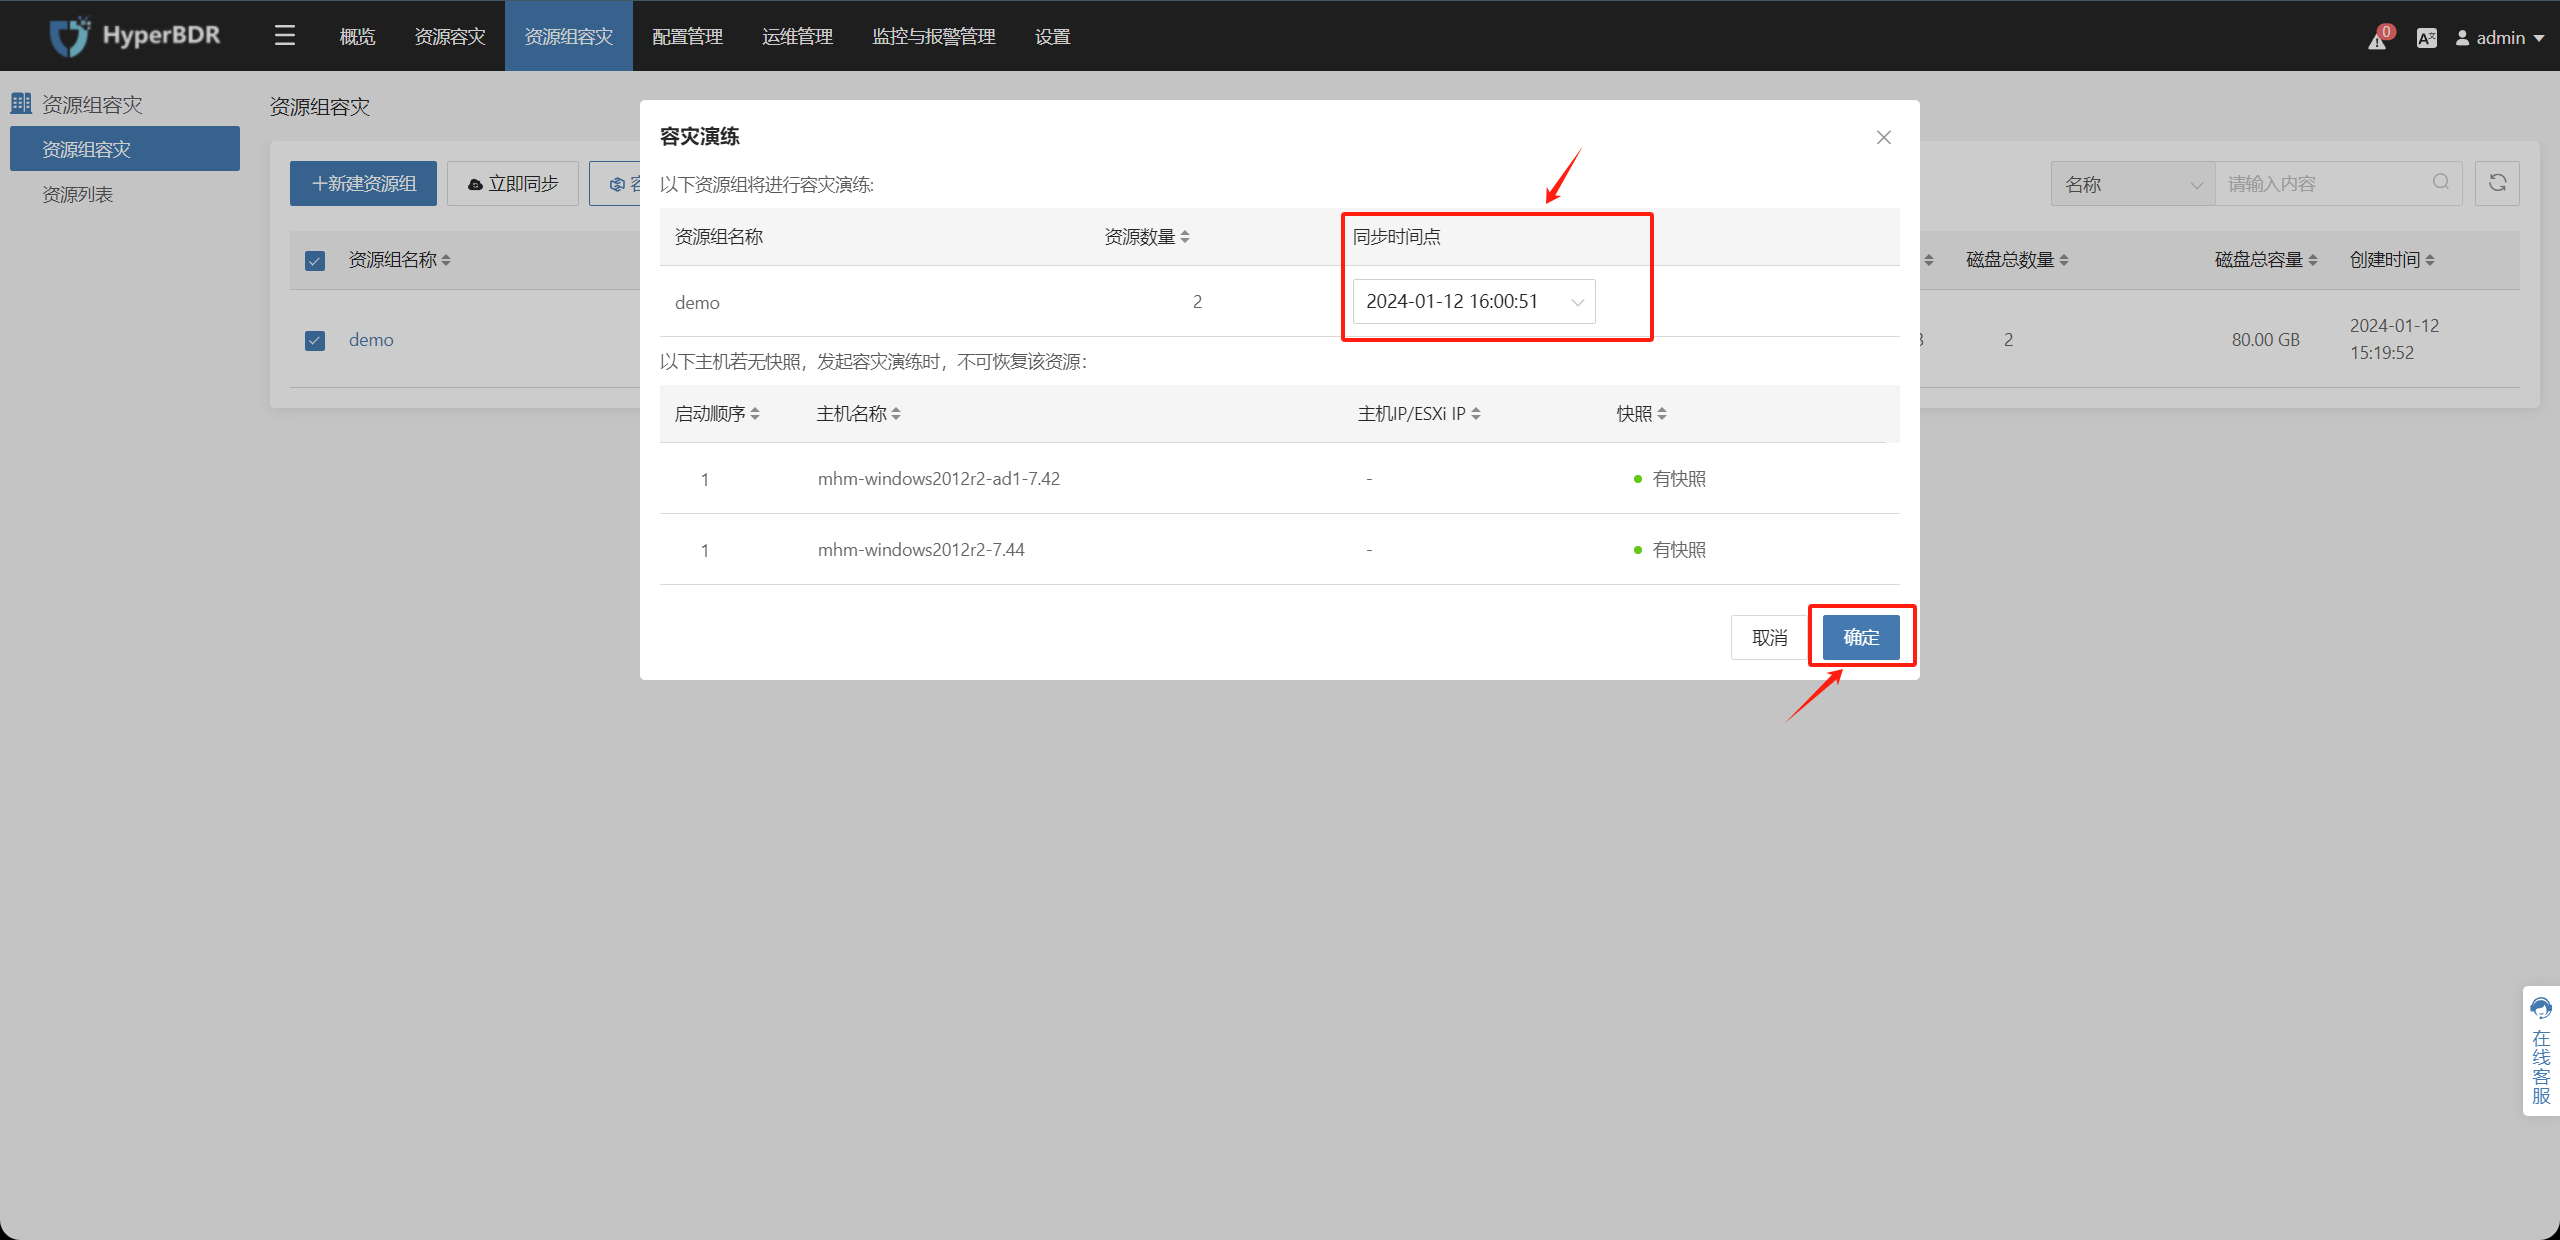 HyperBDR
概览 资源容灾 资源组容灾 配置管理 运维管理 监控与报警管理 设置
0
admin
资源组容灾
资源组容灾
资源列表
资源组容灾
+新建资源组 立即同步 容
名称 请输入内容
资源组名称 磁盘总数量 磁盘总容量 创建时间
demo 2 80.00 GB 2024-01-12
15:19:52
容灾演练
以下资源组将进行容灾演练:
资源组名称 资源数量 同步时间点
demo 2 2024-01-12 16:00:51
以下主机若无快照，发起容灾演练时，不可恢复该资源：
启动顺序 主机名称 主机IP/ESXi IP 快照
1 mhm-windows2012r2-ad1-7.42 - 有快照
1 mhm-windows2012r2-7.44 - 有快照
取消 确定
在线客服